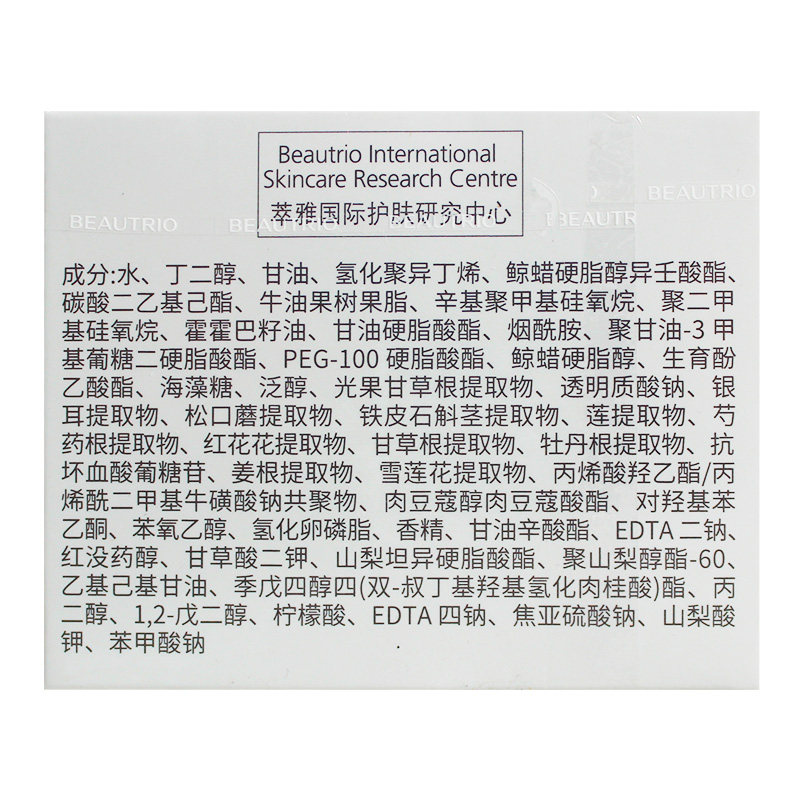 Beautrio International
Skincare Research Centre
萃雅国际护肤研究中心
BEAUTRIO
BEAUTRIO
BEAUTRIO
BEAUTRIO
成分:水、丁二醇、甘油、氢化聚异丁烯、鲸蜡硬脂醇异壬酸酯、
碳酸二乙基己酯、牛油果树果脂、辛基聚甲基硅氧烷、聚二甲
基硅氧烷、霍霍巴籽油、甘油硬脂酸酯、烟酰胺、聚甘油-3甲
基葡糖二硬脂酸酯、PEG-100硬脂酸酯、鲸蜡硬脂醇、生育酚
乙酸酯、海藻糖、泛醇、光果甘草根提取物、透明质酸钠、银
耳提取物、松口蘑提取物、铁皮石斛茎提取物、莲提取物、芍
药根提取物、红花花提取物、甘草根提取物、牡丹根提取物、抗
坏血酸葡糖苷、姜根提取物、雪莲花提取物、丙烯酸羟乙酯/丙
烯酰二甲基牛磺酸钠共聚物、肉豆蔻醇肉豆蔻酸酯、对羟基苯
乙酮、苯氧乙醇、氢化卵磷脂、香精、甘油辛酸酯、EDTA二钠、
红没药醇、甘草酸二钾、山梨坦异硬脂酸酯、聚山梨醇酯-60、
乙基己基甘油、季戊四醇四(双-叔丁基羟基氢化肉桂酸)酯、丙
二醇、1,2-戊二醇、柠檬酸、EDTA四钠、焦亚硫酸钠、山梨酸
钾、苯甲酸钠